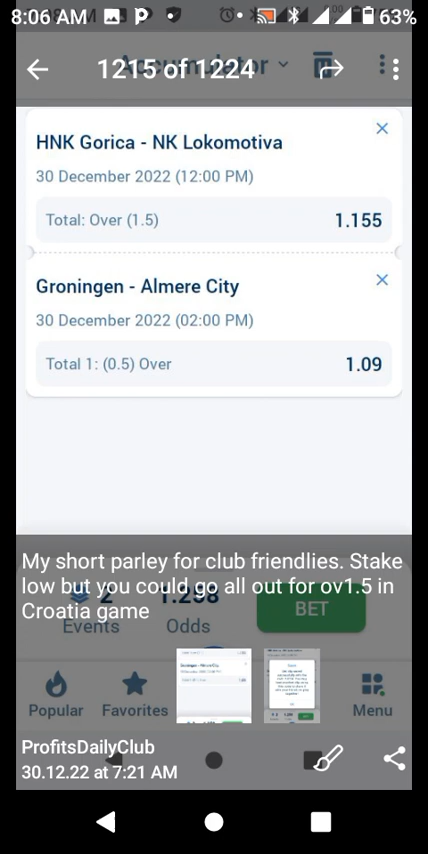 8:06 AM
63%
Accumulator
1215 of 1224
HNK Gorica - NK Lokomotiva
30 December 2022 (12:00 PM)
Total: Over (1.5)
1.155
Groningen - Almere City
30 December 2022 (02:00 PM)
Total 1: (0.5) Over
1.09
My short parley for club friendlies. Stake
low but you could go all out for ov1.5 in
Croatia game
2
Events
Odds
BET
Popular
Favorites
Menu
ProfitsDailyClub
30.12.22 at 7:21 AM